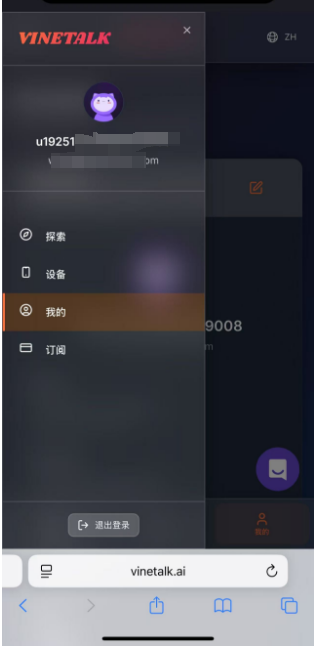 VINETALK
×
ZH
u19251
om
探索
设备
我的
9008
m
订阅
退出登录
我的
vinetalk.ai